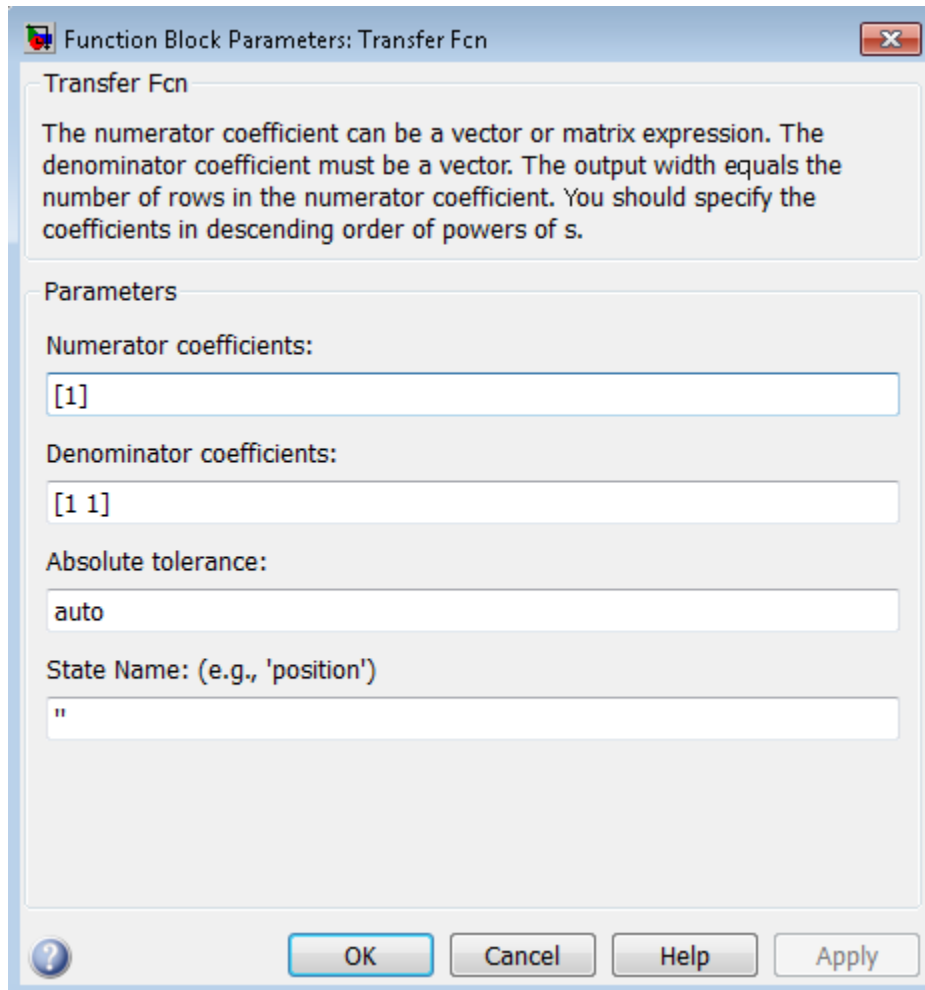 Function Block Parameters: Transfer Fcn
Transfer Fcn
The numerator coefficient can be a vector or matrix expression. The
denominator coefficient must be a vector. The output width equals the
number of rows in the numerator coefficient. You should specify the
coefficients in descending order of powers of s.
Parameters
Numerator coefficients:
[1]
Denominator coefficients:
[1 1]
Absolute tolerance:
auto
State Name: (e.g., 'position')
''
OK Cancel Help Apply